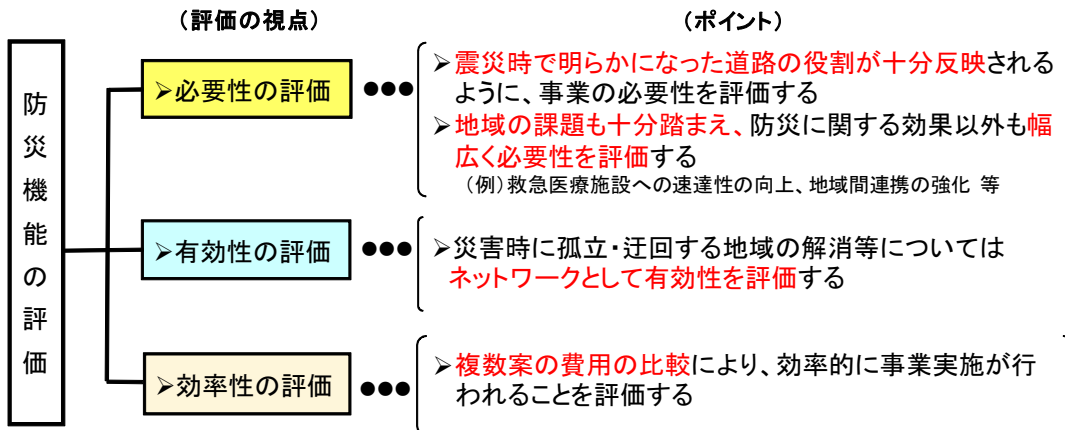 （評価の視点）
（ポイント）
防災機能の評価
➢必要性の評価
●●●
➢震災時で明らかになった道路の役割が十分反映される
ように、事業の必要性を評価する
➢地域の課題も十分踏まえ、防災に関する効果以外も幅
広く必要性を評価する
（例）救急医療施設への速達性の向上、地域間連携の強化 等
➢有効性の評価
●●●
➢災害時に孤立・迂回する地域の解消等については
ネットワークとして有効性を評価する
➢効率性の評価
●●●
➢複数案の費用の比較により、効率的に事業実施が行
われることを評価する